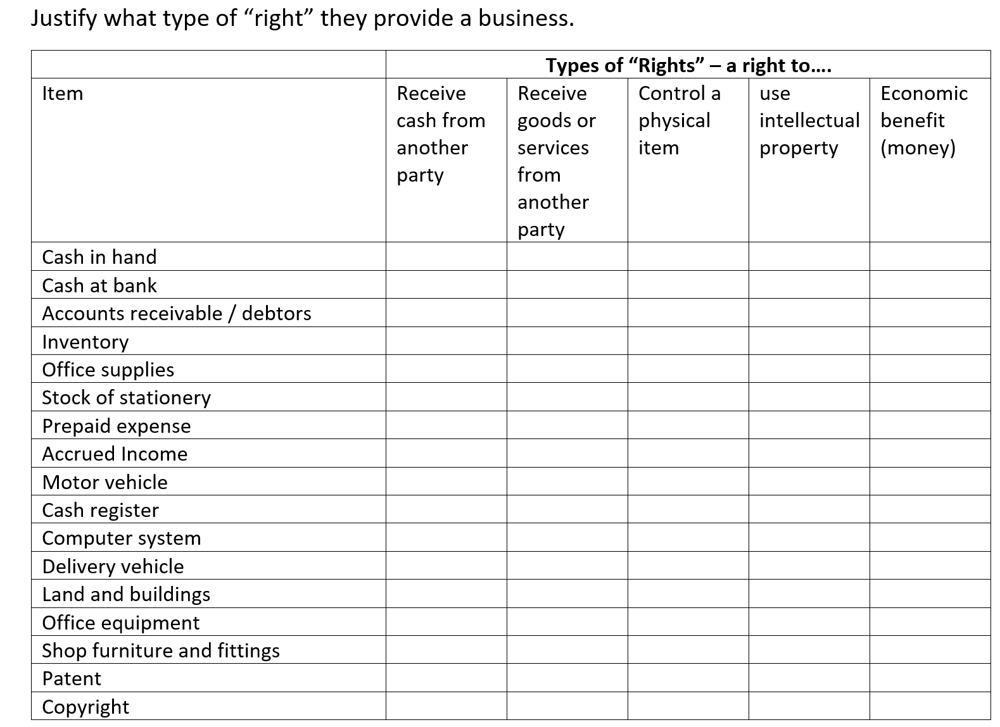 Justify what type of “right” they provide a business.
Types of “Rights” – a right to....
Item
Receive
cash from
another
party
Receive
goods or
services
from
another
party
Control a
physical
item
use
intellectual
property
Economic
benefit
(money)
Cash in hand
Cash at bank
Accounts receivable / debtors
Inventory
Office supplies
Stock of stationery
Prepaid expense
Accrued Income
Motor vehicle
Cash register
Computer system
Delivery vehicle
Land and buildings
Office equipment
Shop furniture and fittings
Patent
Copyright